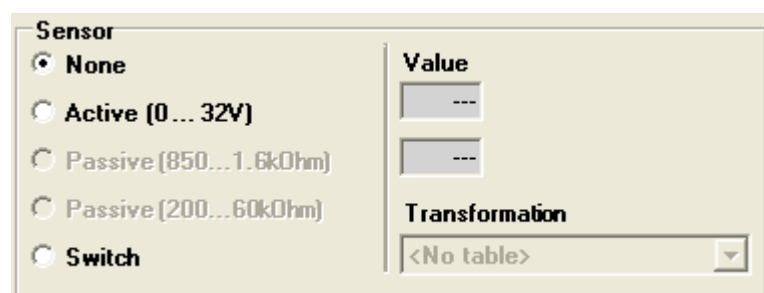 Sensor
None
Active (0... 32V)
Passive (850...1.6kOhm)
Passive (200...60kOhm)
Switch
Value
---
---
Transformation
<No table>